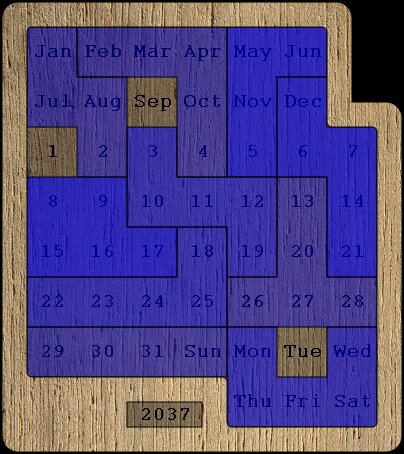 Jan Feb Mar Apr May Jun
Jul Aug Sep Oct Nov Dec
1 2 3 4 5 6 7
8 9 10 11 12 13 14
15 16 17 18 19 20 21
22 23 24 25 26 27 28
29 30 31 Sun Mon Tue Wed
Thu Fri Sat
2037